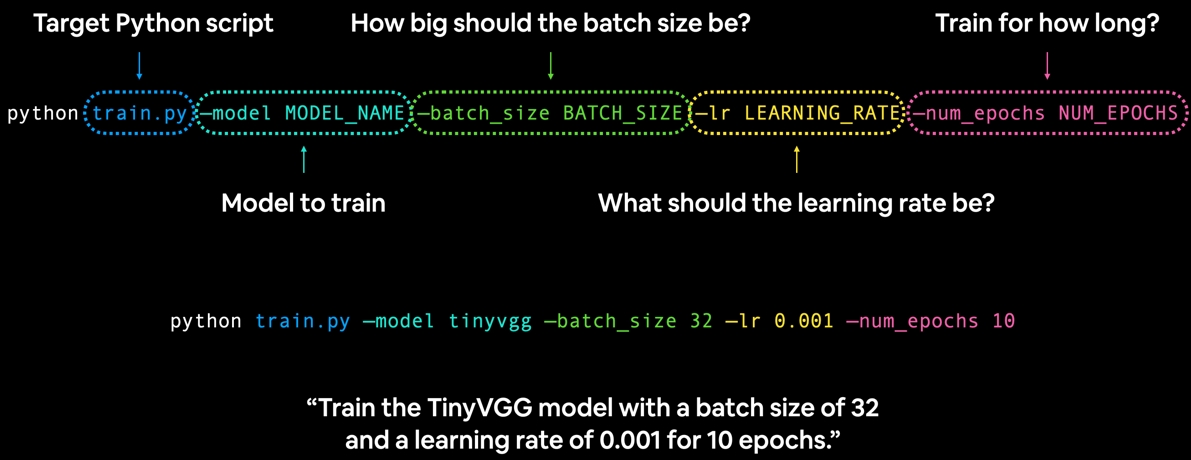 Target Python script How big should the batch size be? Train for how long?
python train.py —model MODEL_NAME —batch_size BATCH_SIZE —lr LEARNING_RATE —num_epochs NUM_EPOCHS
Model to train What should the learning rate be?
python train.py —model tinyvgg —batch_size 32 —lr 0.001 —num_epochs 10
“Train the TinyVGG model with a batch size of 32
and a learning rate of 0.001 for 10 epochs.”